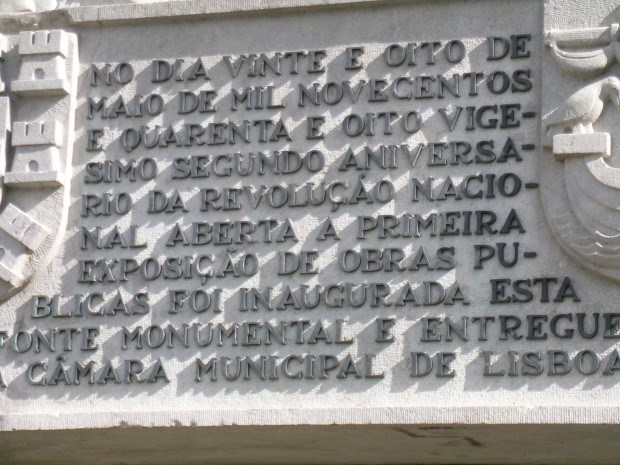 NO DIA VINTE E OITO DE
MAIO DE MIL NOVECENTOS
E QUARENTA E OITO VIGE-
SIMO SEGUNDO ANIVERSA-
RIO DA REVOLUÇÃO NACIO-
NAL ABERTA A PRIMEIRA
EXPOSIÇÃO DE OBRAS PU-
BLICAS FOI INAUGURADA ESTA
FONTE MONUMENTAL E ENTREGUE
A CÂMARA MUNICIPAL DE LISBOA